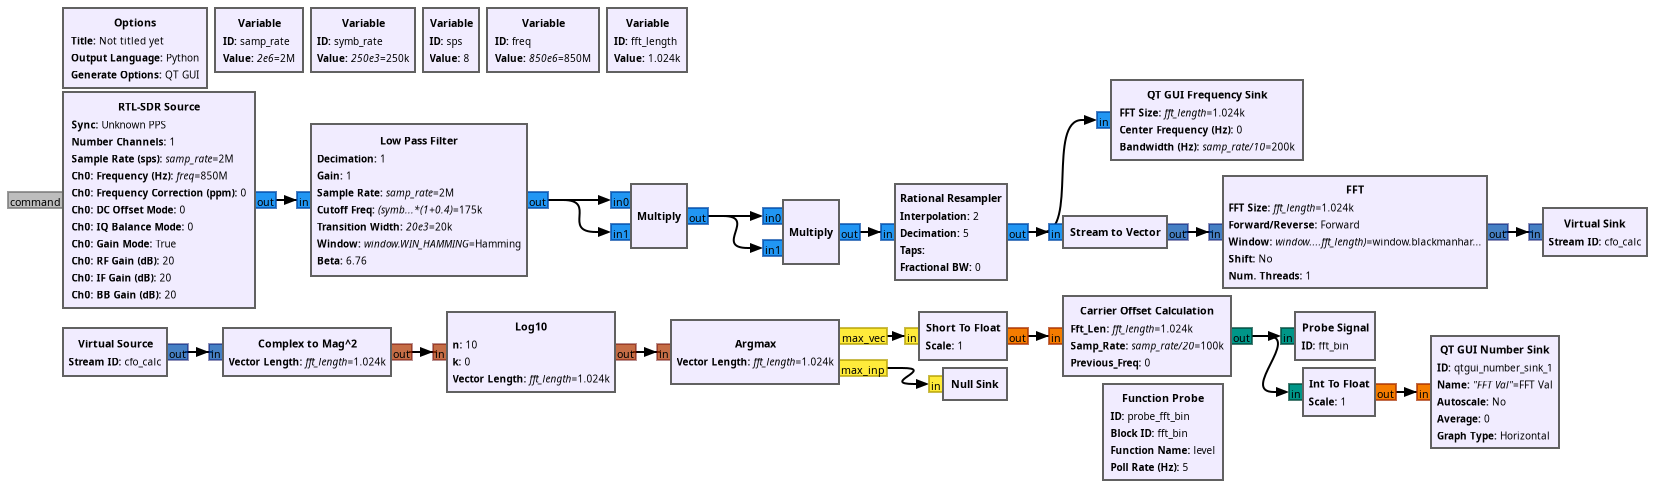 Options
Title: Not titled yet
Output Language: Python
Generate Options: QT GUI
Variable
ID: samp_rate
Value: 2e6=2M
Variable
ID: symb_rate
Value: 250e3=250k
Variable
ID: sps
Value: 8
Variable
ID: freq
Value: 850e6=850M
Variable
ID: fft_length
Value: 1.024k
RTL-SDR Source
Sync: Unknown PPS
Number Channels: 1
Sample Rate (sps): samp_rate=2M
Ch0: Frequency (Hz): freq=850M
Ch0: Frequency Correction (ppm): 0
Ch0: DC Offset Mode: 0
Ch0: IQ Balance Mode: 0
Ch0: Gain Mode: True
Ch0: RF Gain (dB): 20
Ch0: IF Gain (dB): 20
Ch0: BB Gain (dB): 20
command
out
in
Low Pass Filter
Decimation: 1
Gain: 1
Sample Rate: samp_rate=2M
Cutoff Freq: (symb...*(1+0.4)=175k
Transition Width: 20e3=20k
Window: window.WIN_HAMMING=Hamming
Beta: 6.76
out
in0
in1
Multiply
out
in0
in1
Multiply
out
in
Rational Resampler
Interpolation: 2
Decimation: 5
Taps:
Fractional BW: 0
out
in
QT GUI Frequency Sink
FFT Size: fft_length=1.024k
Center Frequency (Hz): 0
Bandwidth (Hz): samp_rate/10=200k
in
Stream to Vector
out
in
FFT
FFT Size: fft_length=1.024k
Forward/Reverse: Forward
Window: window....fft_length)=window.blackmanhar...
Shift: No
Num. Threads: 1
out
in
Virtual Sink
Stream ID: cfo_calc
Virtual Source
Stream ID: cfo_calc
out
in
Complex to Mag^2
Vector Length: fft_length=1.024k
out
in
Log10
n: 10
k: 0
Vector Length: fft_length=1.024k
out
in
Argmax
Vector Length: fft_length=1.024k
max_vec
max_inp
in
Short To Float
Scale: 1
out
in
Null Sink
in
Carrier Offset Calculation
Fft_Len: fft_length=1.024k
Samp_Rate: samp_rate/20=100k
Previous_Freq: 0
out
in
Probe Signal
ID: fft_bin
in
Int To Float
Scale: 1
out
in
QT GUI Number Sink
ID: qtgui_number_sink_1
Name: "FFT Val"=FFT Val
Autoscale: No
Average: 0
Graph Type: Horizontal
Function Probe
ID: probe_fft_bin
Block ID: fft_bin
Function Name: level
Poll Rate (Hz): 5